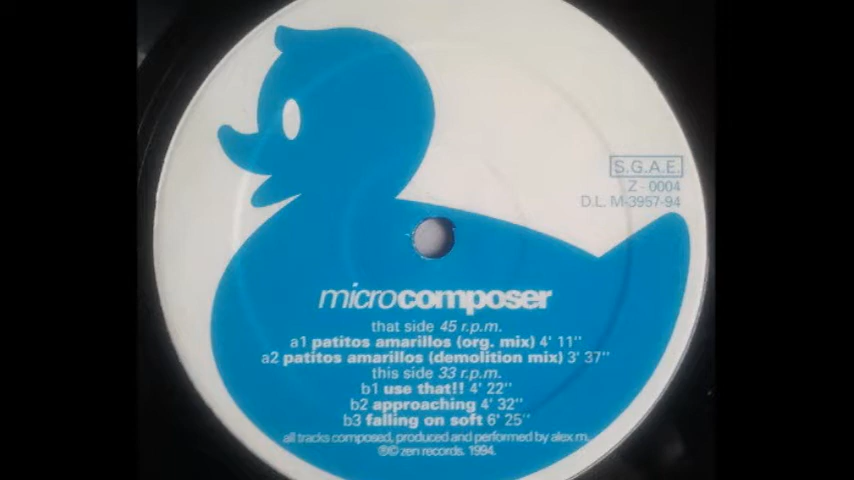 S.G.A.E.
Z-0004
D.L. M-3957-94
microcomposer
that side 45 r.p.m.
a1 patitos amarillos (org. mix) 4' 11''
a2 patitos amarillos (demolition mix) 3' 37''
this side 33 r.p.m.
b1 use that!! 4' 22''
b2 approaching 4' 32''
b3 falling on soft 6' 25''
all tracks composed, produced and performed by alex m.
℗© zen records. 1994.